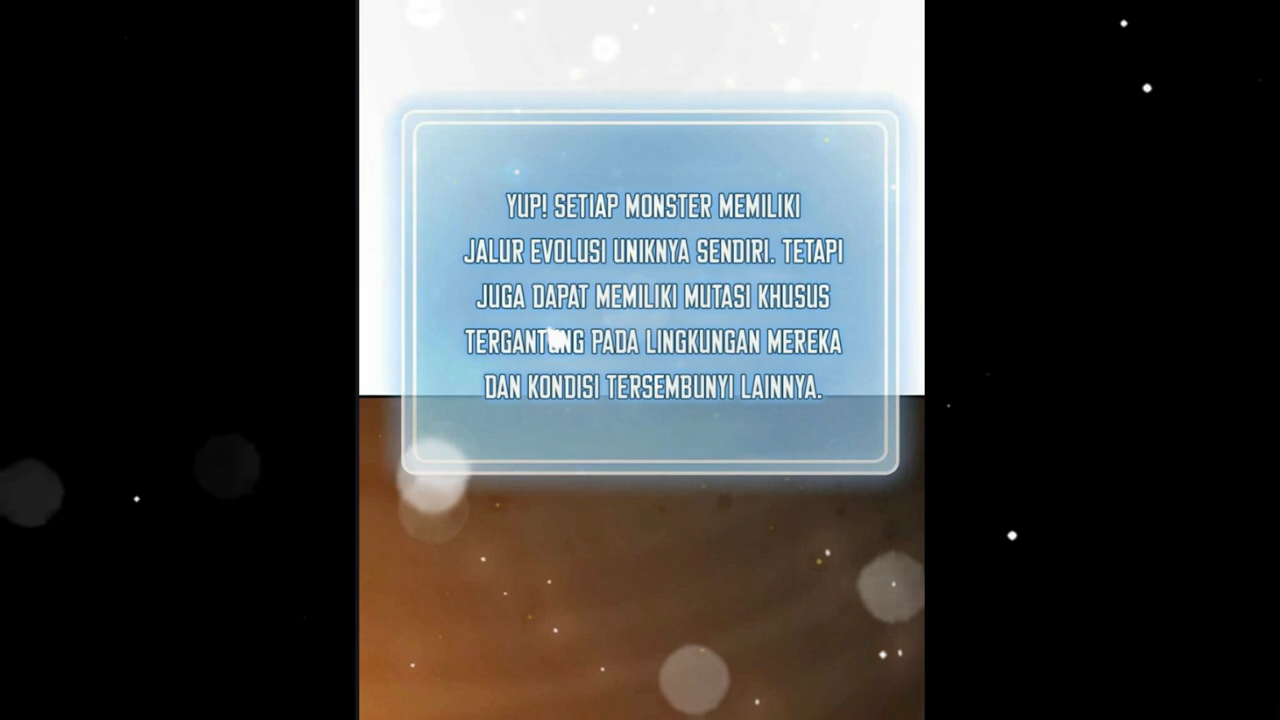 YUP! SETIAP MONSTER MEMILIKI
JALUR EVOLUSI UNIKNYA SENDIRI. TETAPI
JUGA DAPAT MEMILIKI MUTASI KHUSUS
TERGANTUNG PADA LINGKUNGAN MEREKA
DAN KONDISI TERSEMBUNYI LAINNYA.